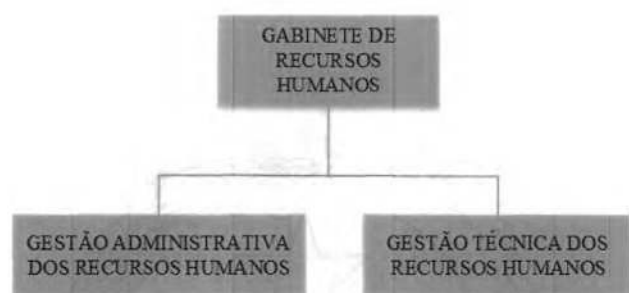 GABINETE DE
RECURSOS
HUMANOS
GESTÃO ADMINISTRATIVA
DOS RECURSOS HUMANOS
GESTÃO TÉCNICA DOS
RECURSOS HUMANOS